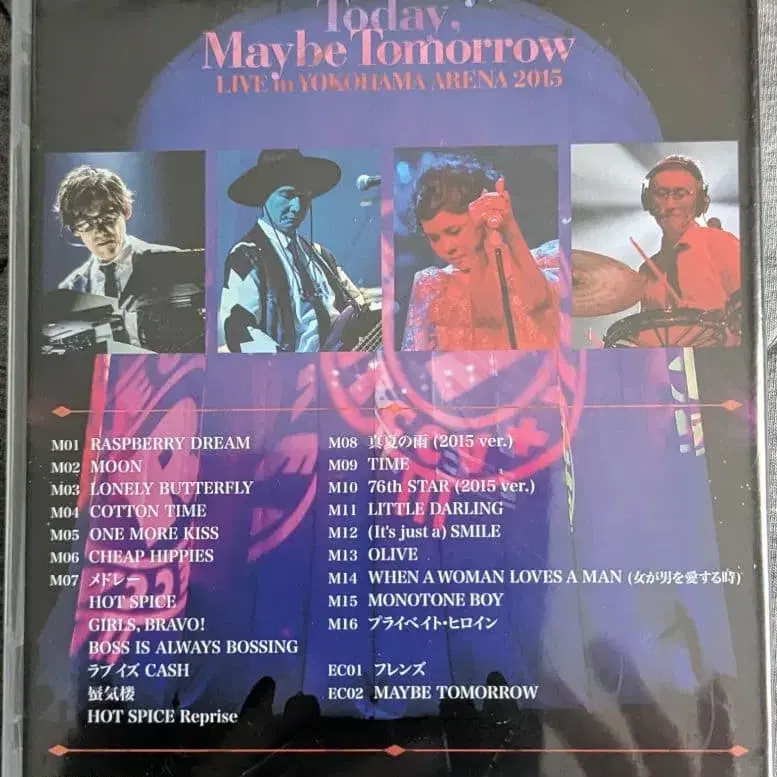 Today,
Maybe Tomorrow
LIVE in YOKOHAMA ARENA 2015
M01 RASPBERRY DREAM
M02 MOON
M03 LONELY BUTTERFLY
M04 COTTON TIME
M05 ONE MORE KISS
M06 CHEAP HIPPIES
M07 メドレー
HOT SPICE
GIRLS, BRAVO!
BOSS IS ALWAYS BOSSING
ラブ イズ CASH
蜃気楼
HOT SPICE Reprise
M08 真夏の雨 (2015 ver.)
M09 TIME
M10 76th STAR (2015 ver.)
M11 LITTLE DARLING
M12 (It's just a) SMILE
M13 OLIVE
M14 WHEN A WOMAN LOVES A MAN (女が男を愛する時)
M15 MONOTONE BOY
M16 プライベイト・ヒロイン
EC01 フレンズ
EC02 MAYBE TOMORROW